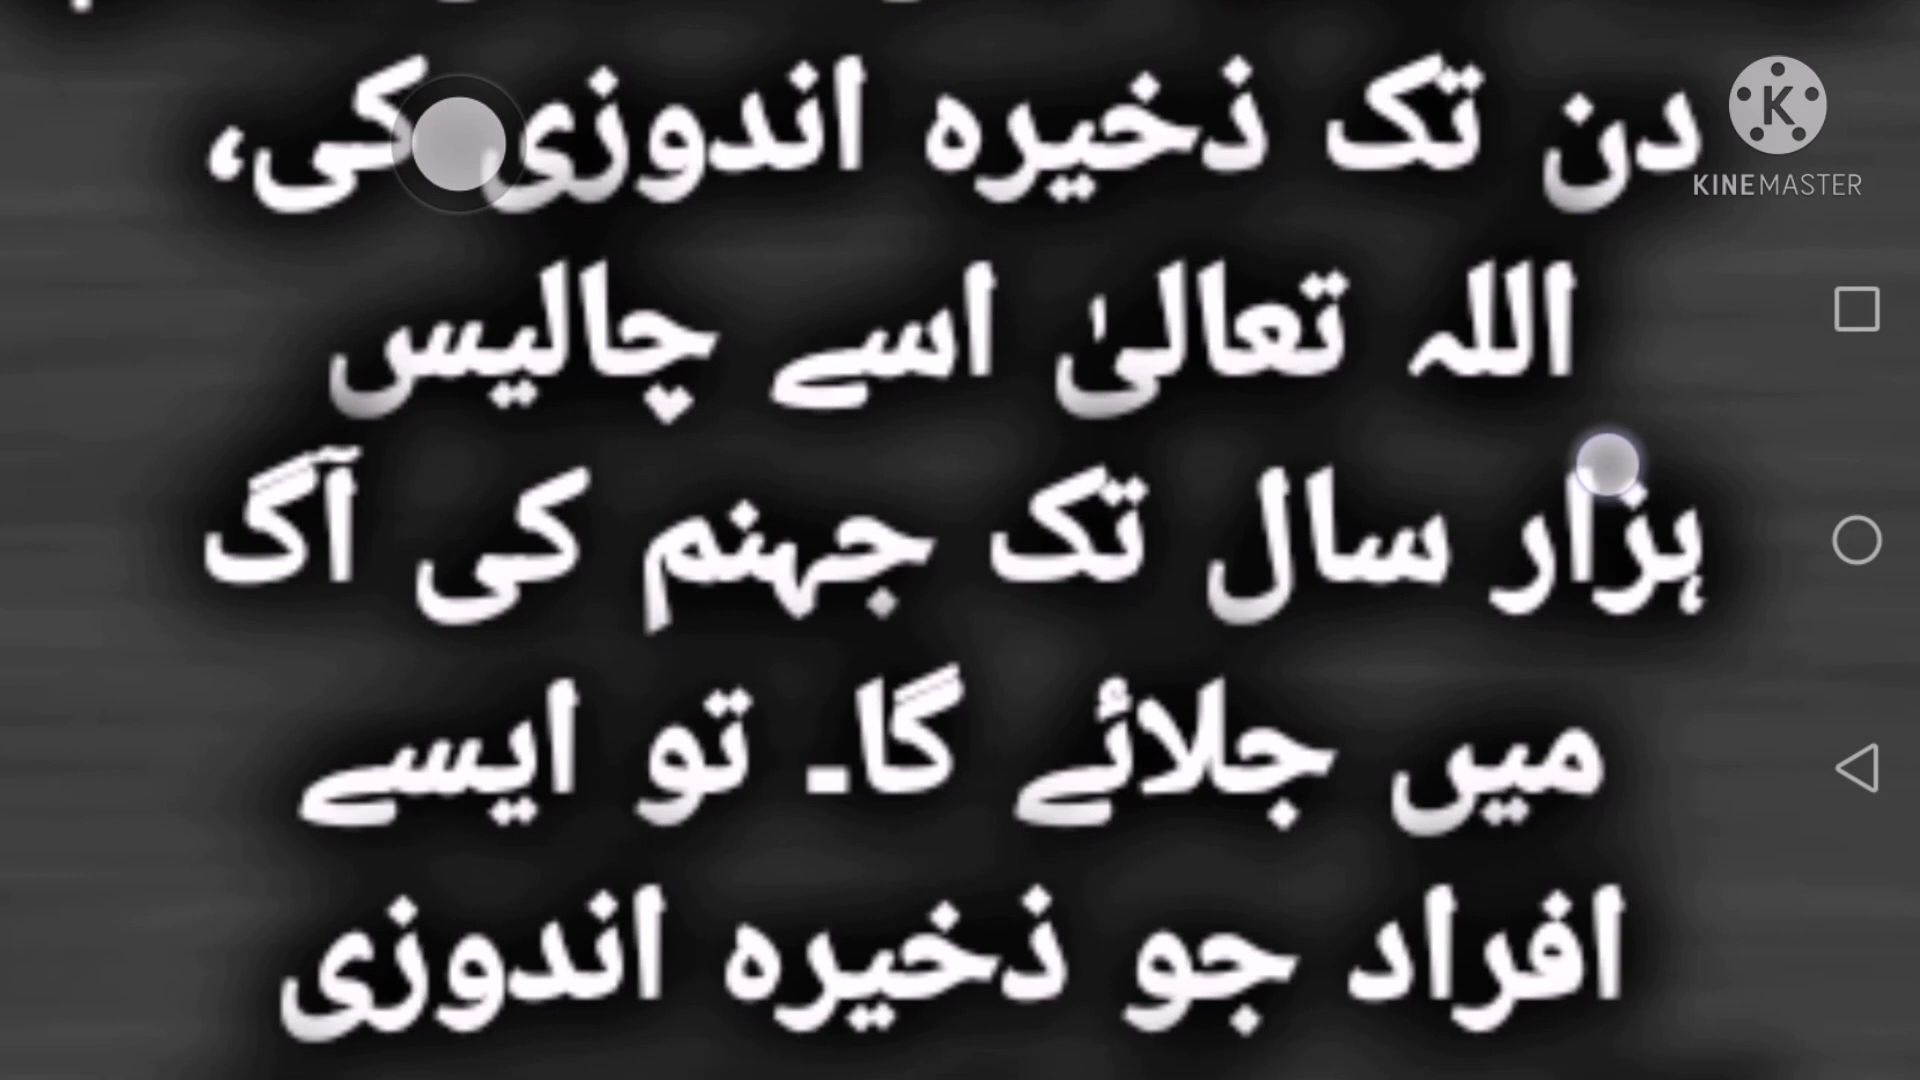 دن تک ذخیرہ اندوزی کی،
اللہ تعالیٰ اسے چالیس
ہزار سال تک جہنم کی آگ
میں جلائے گا۔ تو ایسے
افراد جو ذخیرہ اندوزی
K
KINEMASTER